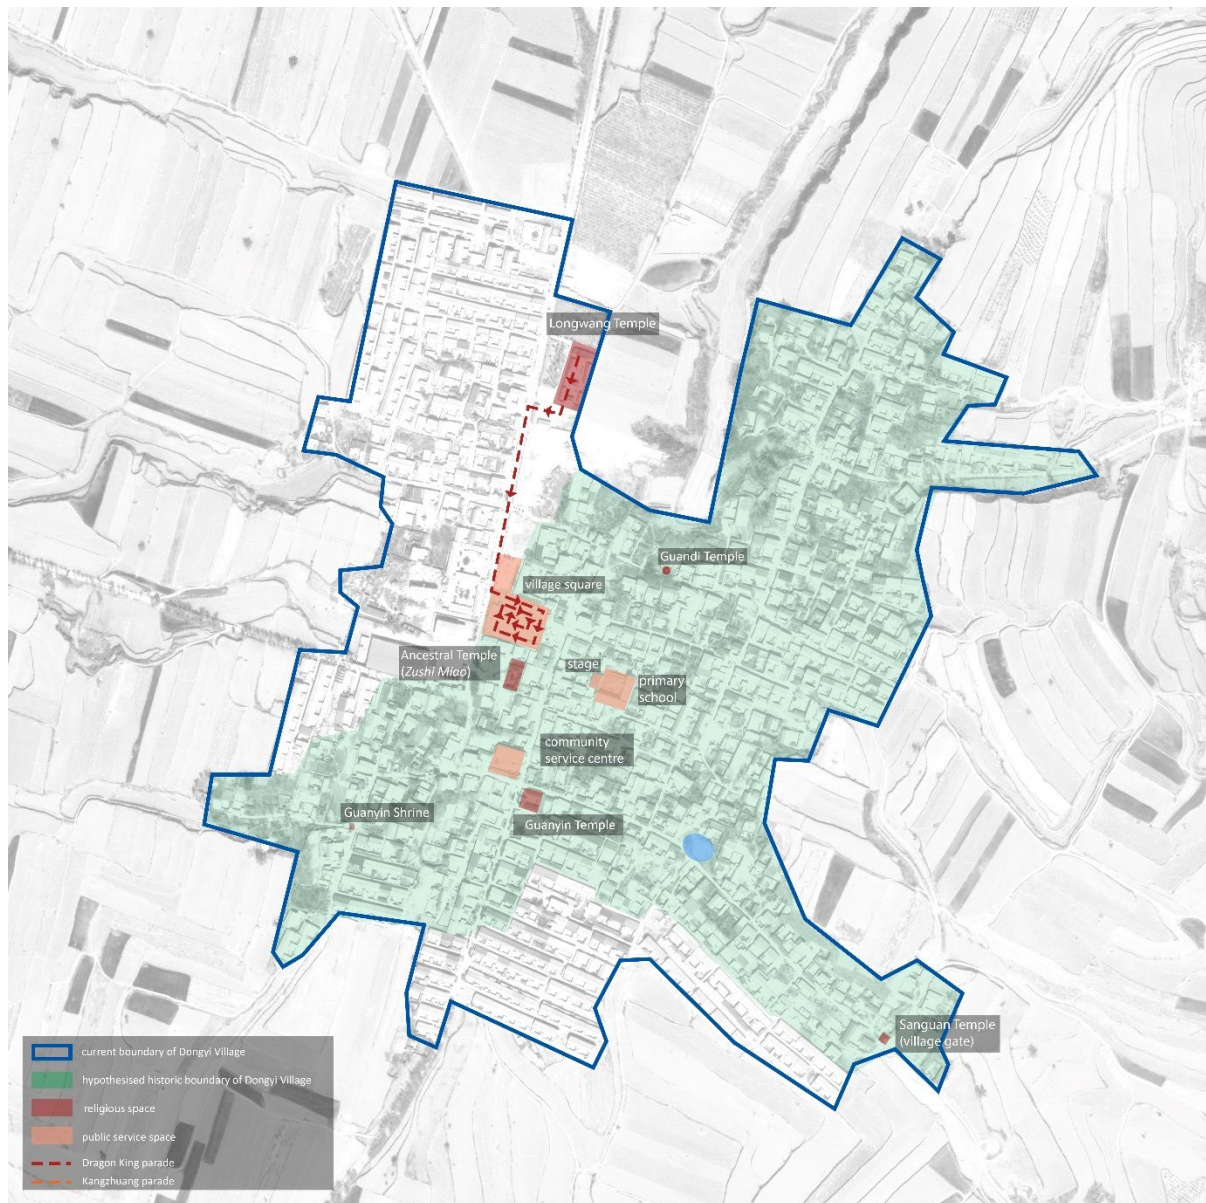 Longwang Temple
Guandi Temple
village square
Ancestral Temple
(Zushi Miao)
stage
primary
school
community
service centre
Guanyin Shrine
Guanyin Temple
Sanguan Temple
(village gate)
current boundary of Dongyi Village
hypothesised historic boundary of Dongyi Village
religious space
public service space
Dragon King parade
Kangzhuang parade